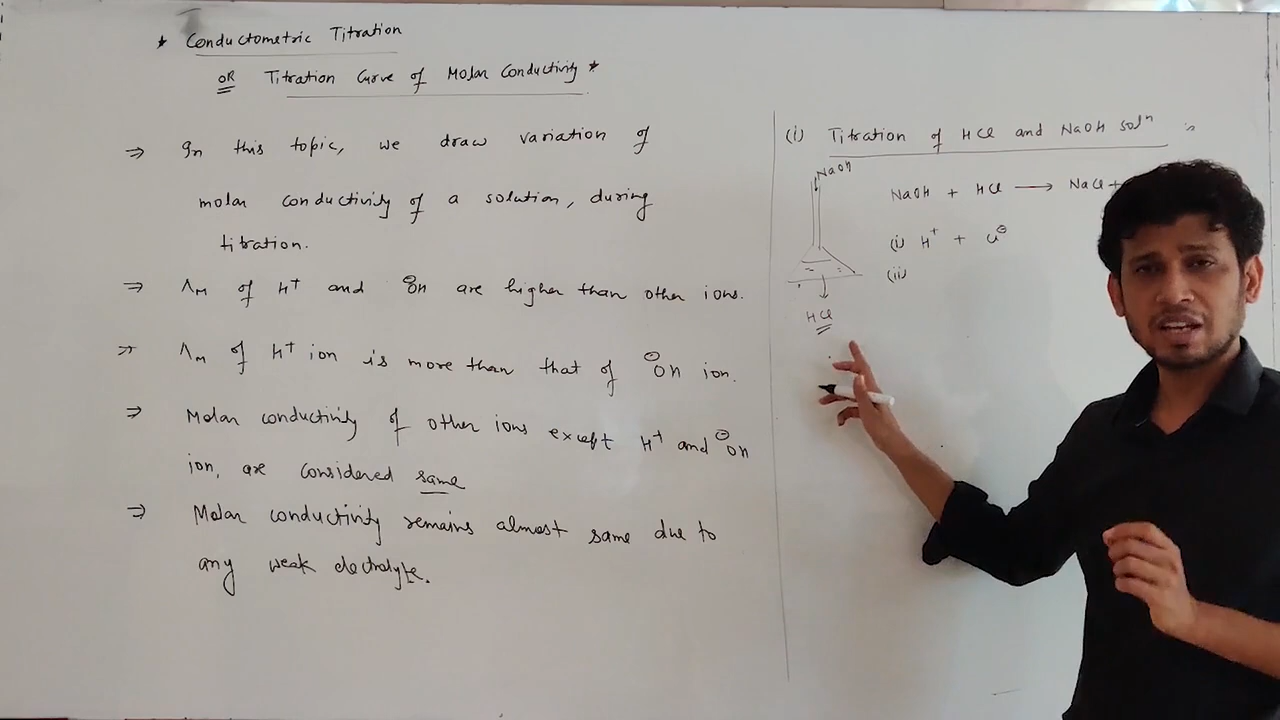 * Conductometric Titration
OR Titration Curve of Molar Conductivity *
⇒ In this topic, we draw variation of
molar conductivity of a solution, during
titration.
⇒ ΛM of H⁺ and ⊖OH are higher than other ions.
⇒ ΛM of H⁺ ion is more than that of ⊖OH ion.
⇒ Molar conductivity of other ions except H⁺ and ⊖OH
ion, are considered same
⇒ Molar conductivity remains almost same due to
any weak electrolyte.
(i) Titration of HCl and NaOH solⁿ
NaOH
NaOH + HCl ⟶ NaCl +
(i) H⁺ + Cl⊖
(ii)
HCl